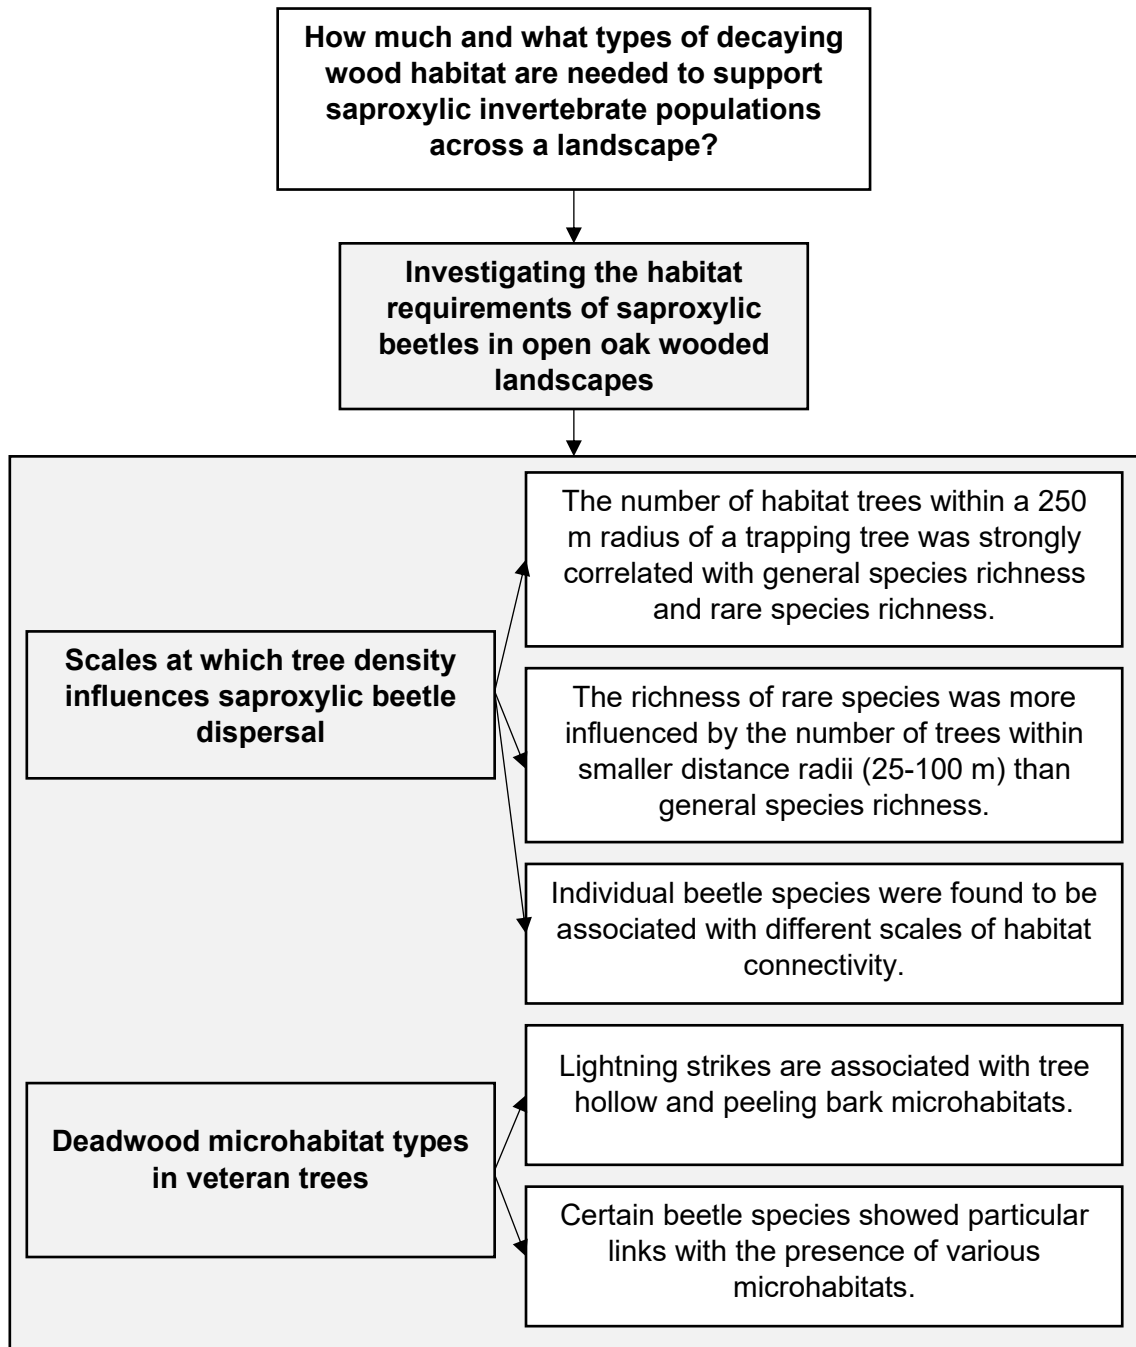 How much and what types of decaying
wood habitat are needed to support
saproxylic invertebrate populations
across a landscape?
Investigating the habitat
requirements of saproxylic
beetles in open oak wooded
landscapes
Scales at which tree density
influences saproxylic beetle
dispersal
The number of habitat trees within a 250
m radius of a trapping tree was strongly
correlated with general species richness
and rare species richness.
The richness of rare species was more
influenced by the number of trees within
smaller distance radii (25-100 m) than
general species richness.
Individual beetle species were found to be
associated with different scales of habitat
connectivity.
Deadwood microhabitat types
in veteran trees
Lightning strikes are associated with tree
hollow and peeling bark microhabitats.
Certain beetle species showed particular
links with the presence of various
microhabitats.